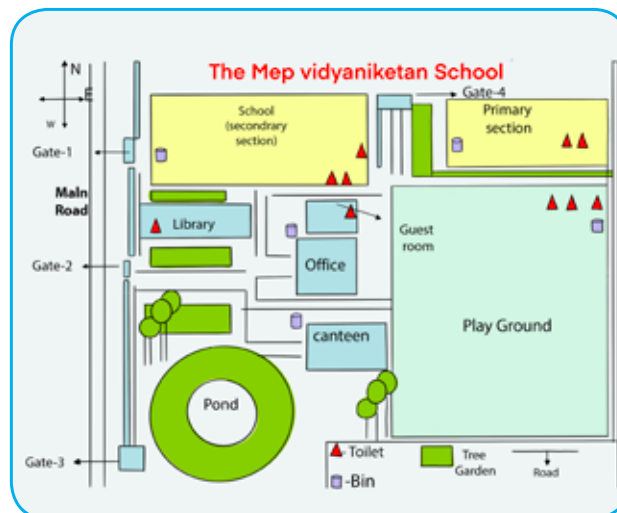 The Mep vidyaniketan School
N
E
w
Gate-4
School
(secondrary
section)
Primary
section
Gate-1
Main
Road
Library
Guest
room
Gate-2
Office
Play Ground
canteen
Pond
Gate-3
- Toilet
Tree
Garden
Road
-Bin